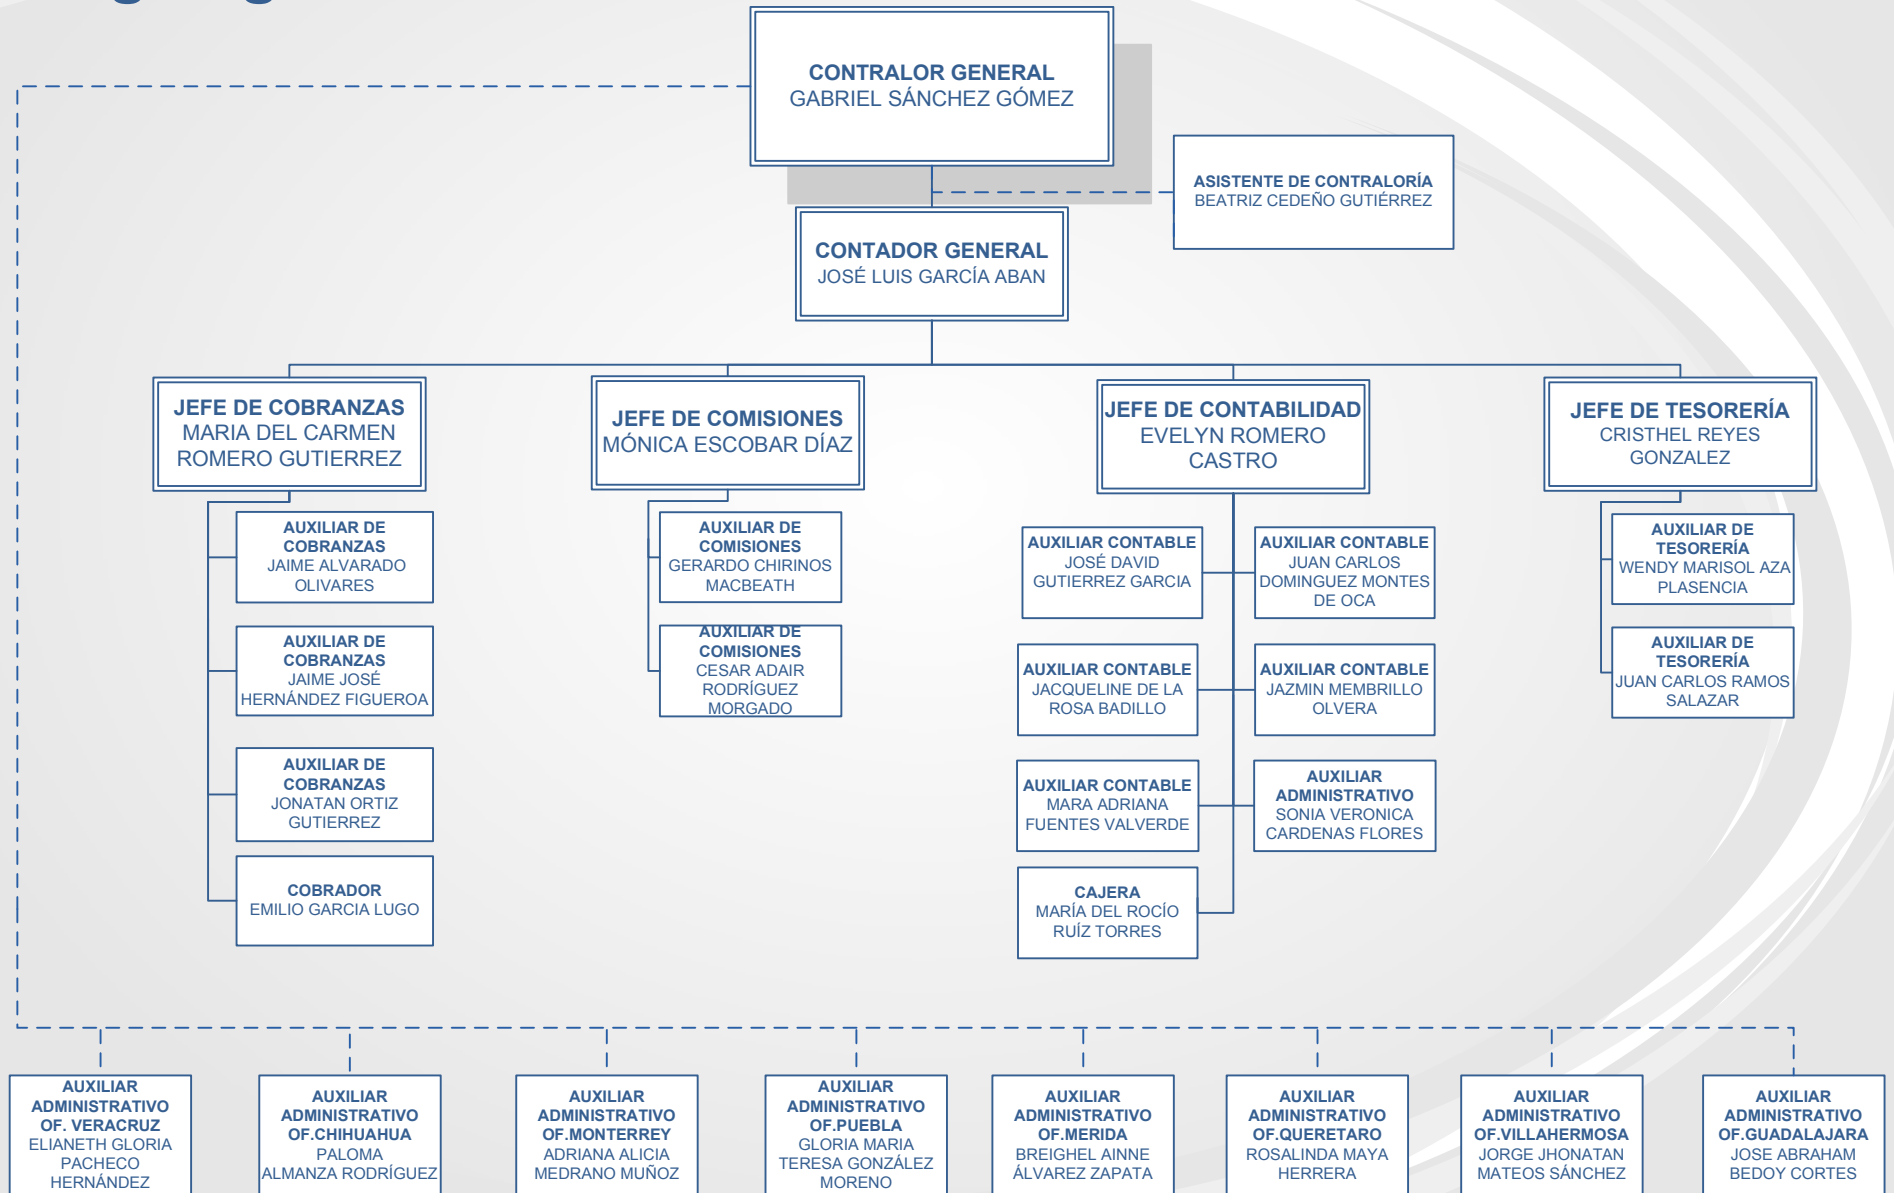 CONTRALOR GENERAL
GABRIEL SÁNCHEZ GÓMEZ
ASISTENTE DE CONTRALORÍA
BEATRIZ CEDEÑO GUTIÉRREZ
CONTADOR GENERAL
JOSÉ LUIS GARCÍA ABAN
JEFE DE COBRANZAS
MARIA DEL CARMEN
ROMERO GUTIERREZ
JEFE DE COMISIONES
MÓNICA ESCOBAR DÍAZ
JEFE DE CONTABILIDAD
EVELYN ROMERO
CASTRO
JEFE DE TESORERÍA
CRISTHEL REYES
GONZALEZ
AUXILIAR DE
COBRANZAS
JAIME ALVARADO
OLIVARES
AUXILIAR DE
COBRANZAS
JAIME JOSÉ
HERNÁNDEZ FIGUEROA
AUXILIAR DE
COBRANZAS
JONATAN ORTIZ
GUTIERREZ
COBRADOR
EMILIO GARCIA LUGO
AUXILIAR DE
COMISIONES
GERARDO CHIRINOS
MACBEATH
AUXILIAR DE
COMISIONES
CESAR ADAIR
RODRÍGUEZ
MORGADO
AUXILIAR CONTABLE
JOSÉ DAVID
GUTIERREZ GARCIA
AUXILIAR CONTABLE
JUAN CARLOS
DOMINGUEZ MONTES
DE OCA
AUXILIAR CONTABLE
JACQUELINE DE LA
ROSA BADILLO
AUXILIAR CONTABLE
JAZMIN MEMBRILLO
OLVERA
AUXILIAR CONTABLE
MARA ADRIANA
FUENTES VALVERDE
AUXILIAR
ADMINISTRATIVO
SONIA VERONICA
CARDENAS FLORES
CAJERA
MARÍA DEL ROCÍO
RUÍZ TORRES
AUXILIAR DE
TESORERÍA
WENDY MARISOL AZA
PLASENCIA
AUXILIAR DE
TESORERÍA
JUAN CARLOS RAMOS
SALAZAR
AUXILIAR
ADMINISTRATIVO
OF. VERACRUZ
ELIANETH GLORIA
PACHECO
HERNÁNDEZ
AUXILIAR
ADMINISTRATIVO
OF.CHIHUAHUA
PALOMA
ALMANZA RODRÍGUEZ
AUXILIAR
ADMINISTRATIVO
OF.MONTERREY
ADRIANA ALICIA
MEDRANO MUÑOZ
AUXILIAR
ADMINISTRATIVO
OF.PUEBLA
GLORIA MARIA
TERESA GONZÁLEZ
MORENO
AUXILIAR
ADMINISTRATIVO
OF.MERIDA
BREIGHEL AINNE
ÁLVAREZ ZAPATA
AUXILIAR
ADMINISTRATIVO
OF.QUERETARO
ROSALINDA MAYA
HERRERA
AUXILIAR
ADMINISTRATIVO
OF.VILLAHERMOSA
JORGE JHONATAN
MATEOS SÁNCHEZ
AUXILIAR
ADMINISTRATIVO
OF.GUADALAJARA
JOSE ABRAHAM
BEDOY CORTES